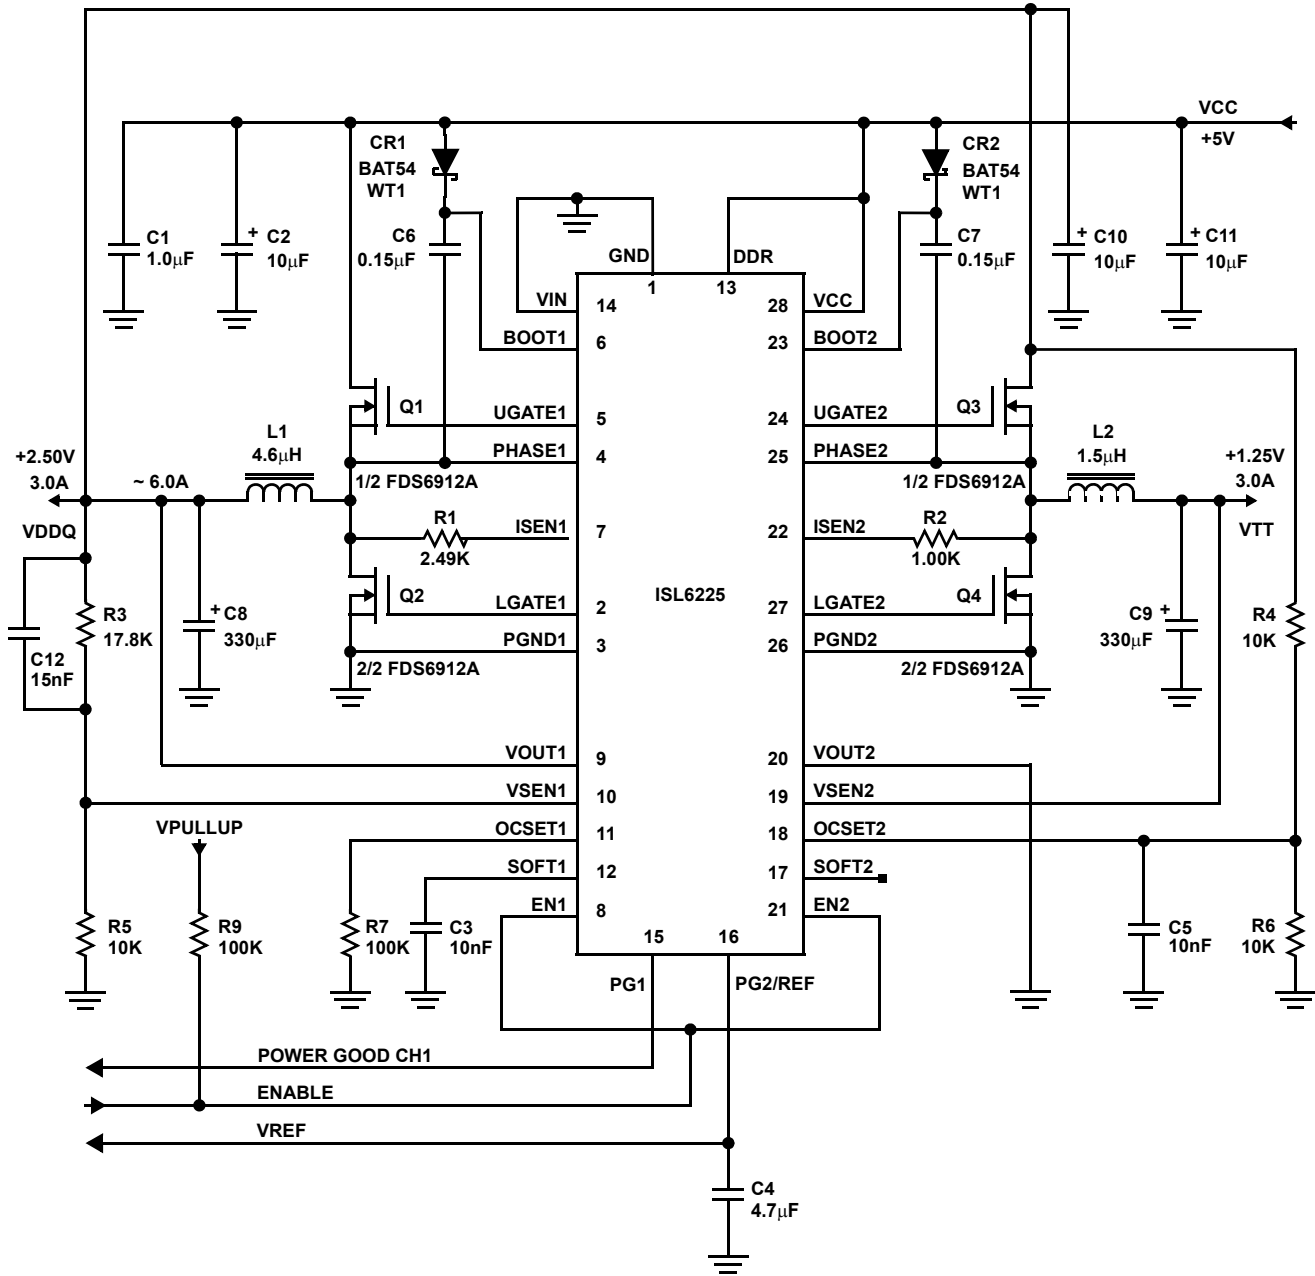 VCC
+5V
CR1
BAT54
WT1
CR2
BAT54
WT1
C1
1.0μF
+ C2
10μF
C6
0.15μF
C7
0.15μF
+ C10
10μF
+ C11
10μF
GND
1
DDR
13
VIN 14
28 VCC
BOOT1 6
23 BOOT2
Q1
UGATE1 5
24 UGATE2
Q3
PHASE1 4
25 PHASE2
1/2 FDS6912A
1/2 FDS6912A
L1
4.6μH
L2
1.5μH
+2.50V
3.0A
~ 6.0A
VDDQ
+1.25V
3.0A
VTT
R1
2.49K
ISEN1 7
22 ISEN2
R2
1.00K
ISL6225
Q2
LGATE1 2
27 LGATE2
Q4
PGND1 3
26 PGND2
2/2 FDS6912A
2/2 FDS6912A
R3
17.8K
C12
15nF
+ C8
330μF
C9 +
330μF
R4
10K
VOUT1 9
20 VOUT2
VSEN1 10
19 VSEN2
OCSET1 11
18 OCSET2
SOFT1 12
17 SOFT2
EN1 8
21 EN2
VPULLUP
R5
10K
R9
100K
R7
100K
C3
10nF
15
16
PG1
PG2/REF
C5
10nF
R6
10K
POWER GOOD CH1
ENABLE
VREF
C4
4.7μF